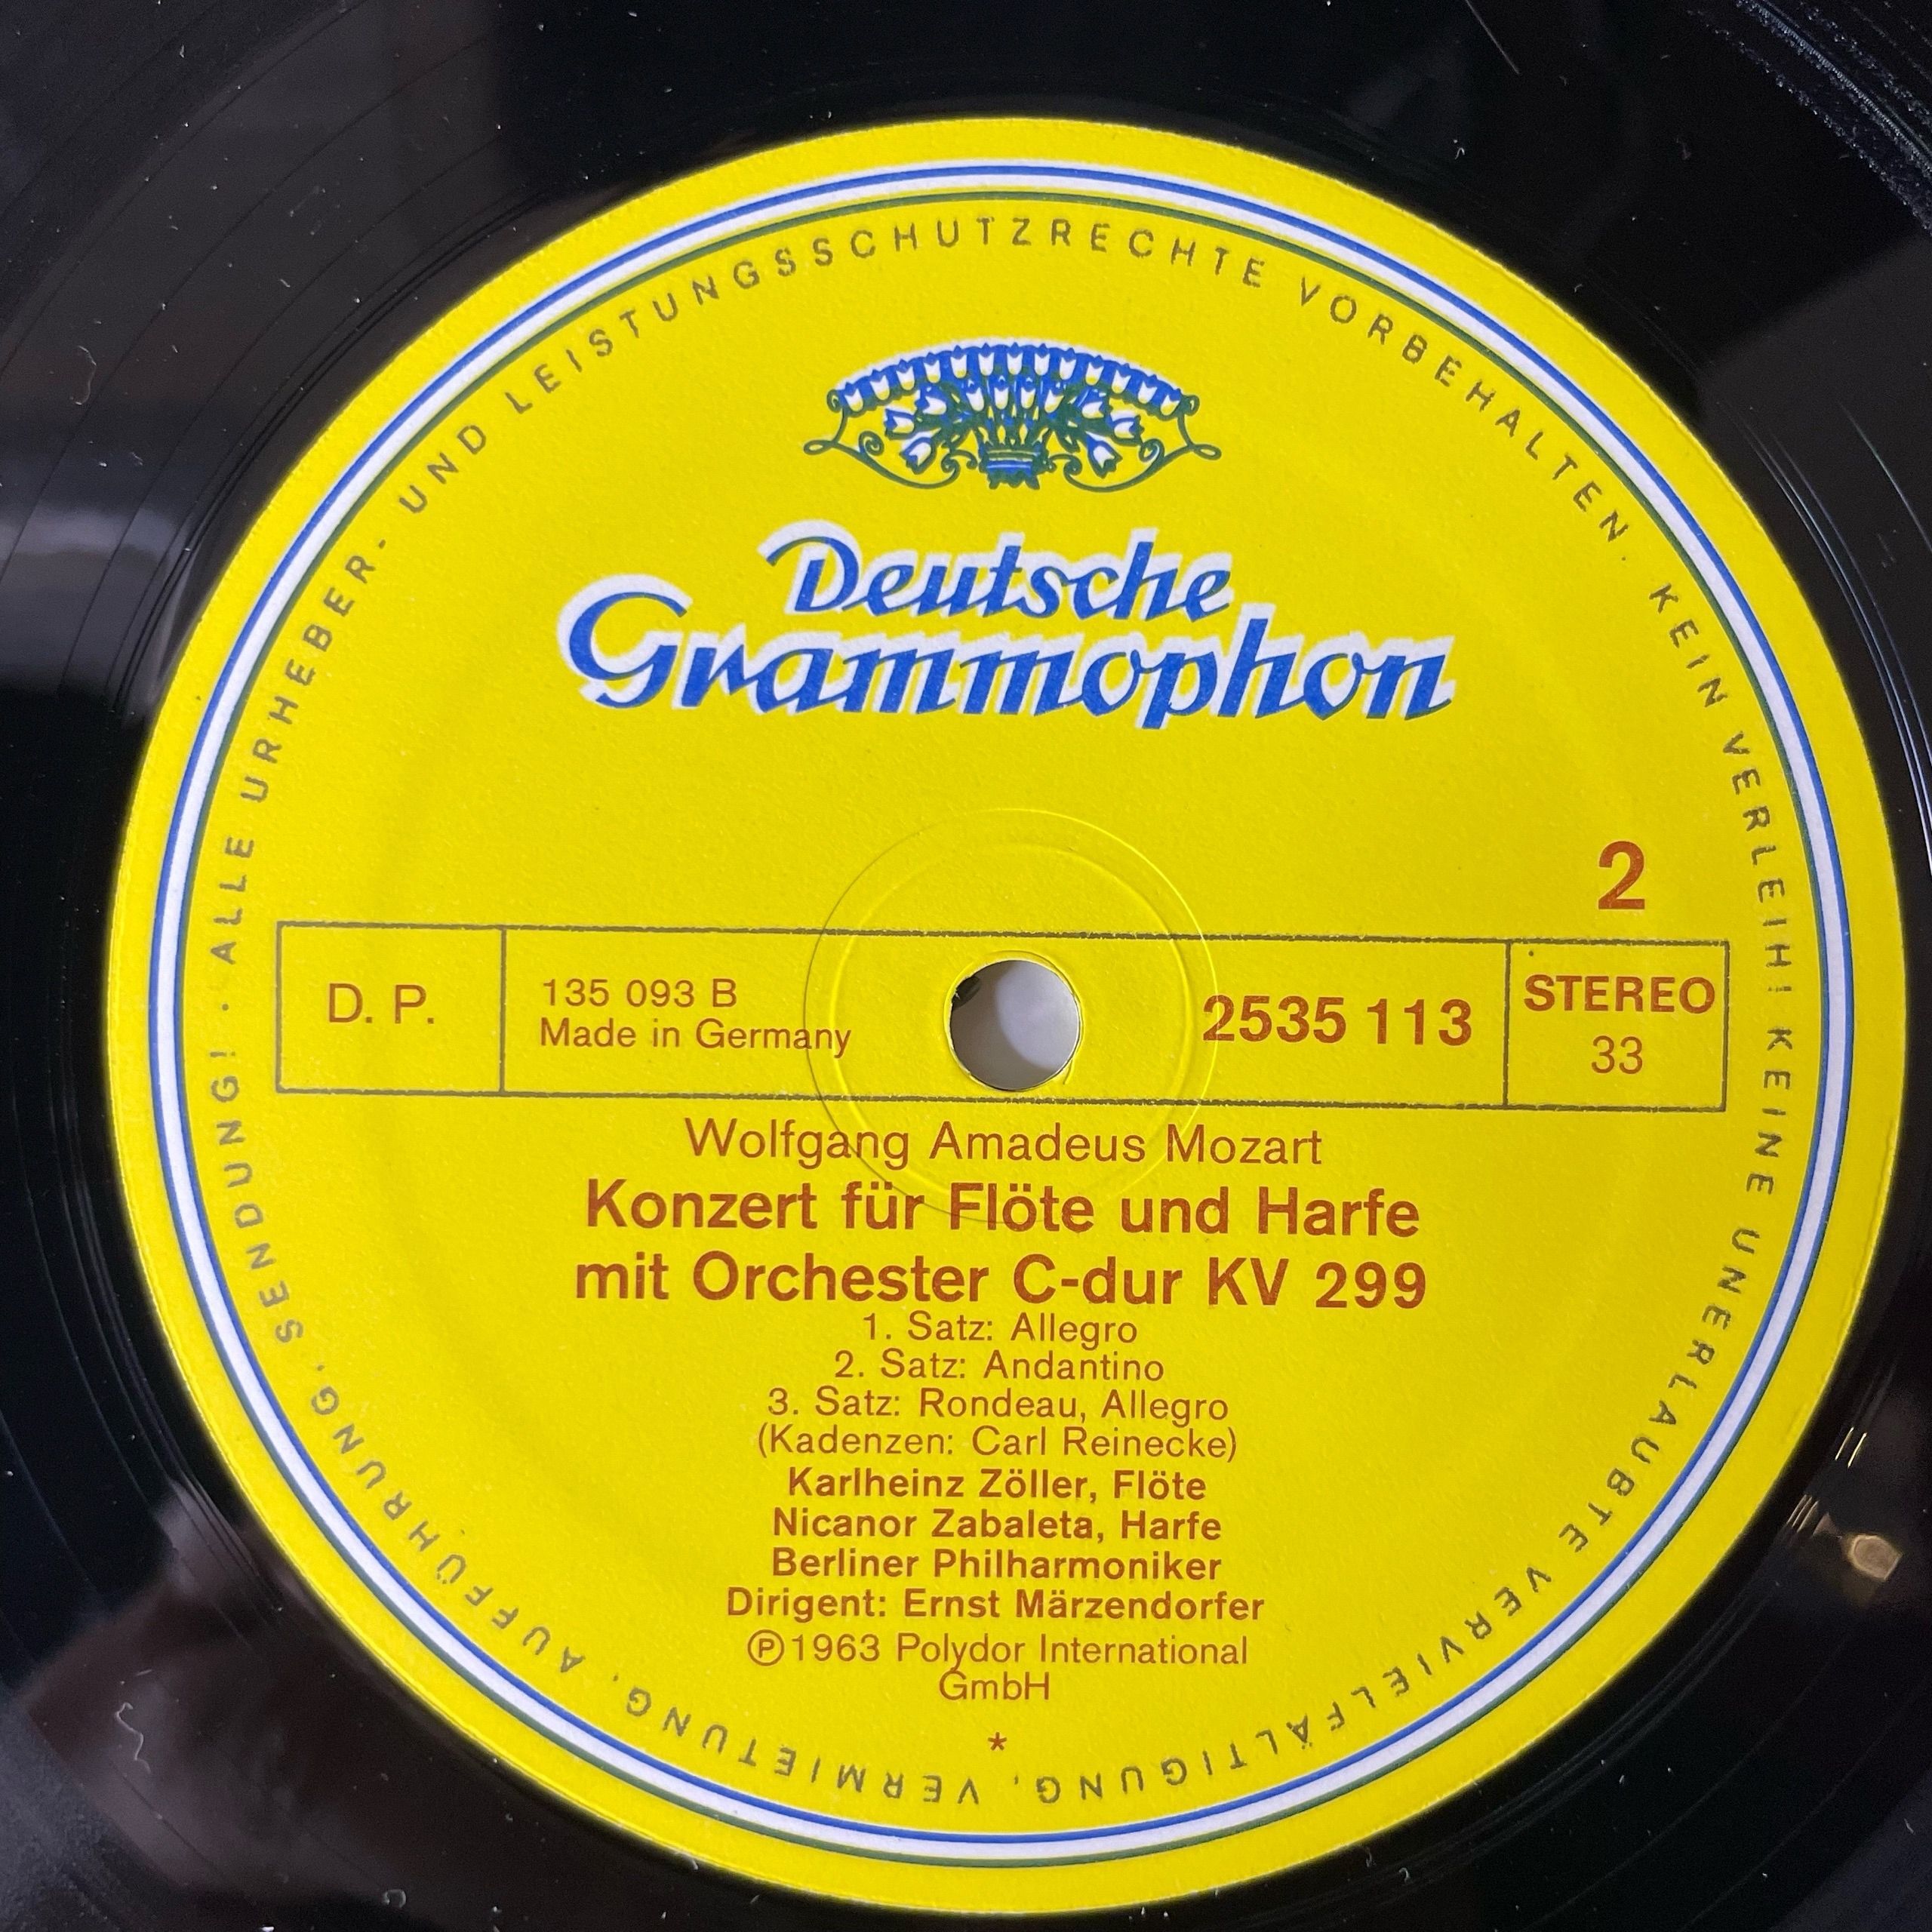 ALLE URHEBER- UND LEISTUNGSSCHUTZRECHTE VORBEHALTEN. KEIN VERLEIH! KEINE UNERLAUBTE VERVIELFÄLTIGUNG, VERMIETUNG, AUFFÜHRUNG, SENDUNG! ·
Deutsche
Grammophon
2
D. P.
135 093 B
Made in Germany
2535 113
STEREO
33
Wolfgang Amadeus Mozart
Konzert für Flöte und Harfe
mit Orchester C-dur KV 299
1. Satz: Allegro
2. Satz: Andantino
3. Satz: Rondeau, Allegro
(Kadenzen: Carl Reinecke)
Karlheinz Zöller, Flöte
Nicanor Zabaleta, Harfe
Berliner Philharmoniker
Dirigent: Ernst Märzendorfer
Ⓟ1963 Polydor International
GmbH
*